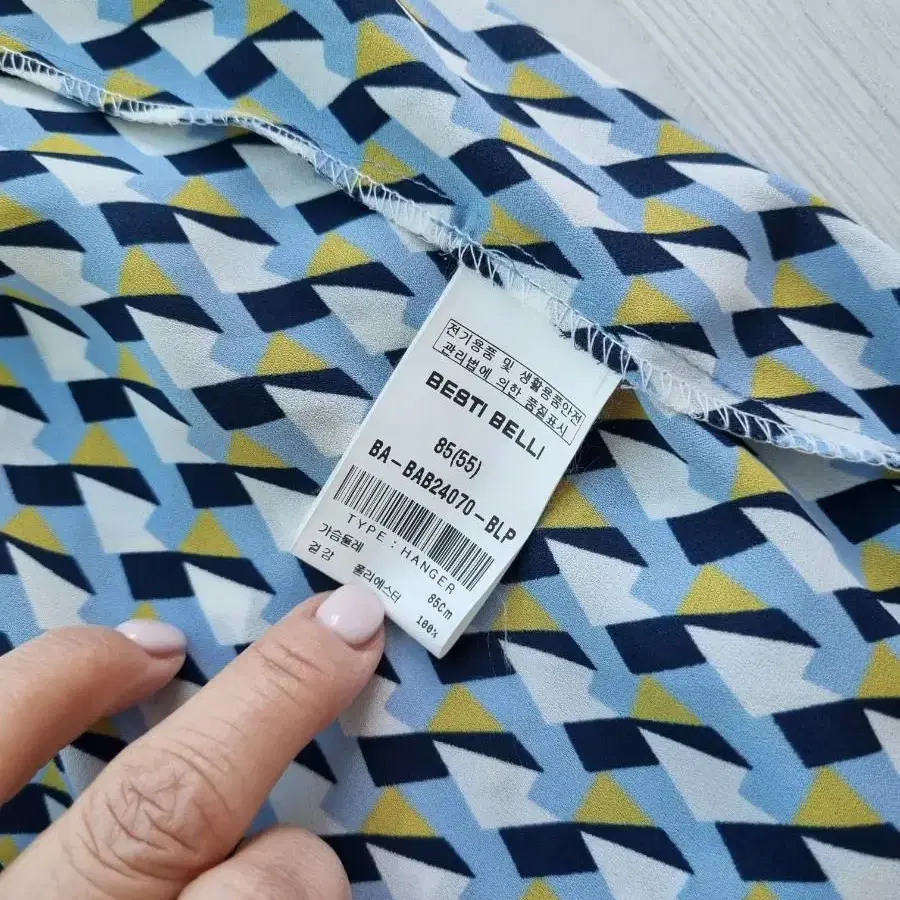 전기용품 및 생활용품안전
관리법에 의한 품질표시
BESTI BELLI
85(55)
BA-BAB24070-BLP
TYPE : HANGER
가슴둘레 85Cm
겉감 폴리에스터 100%